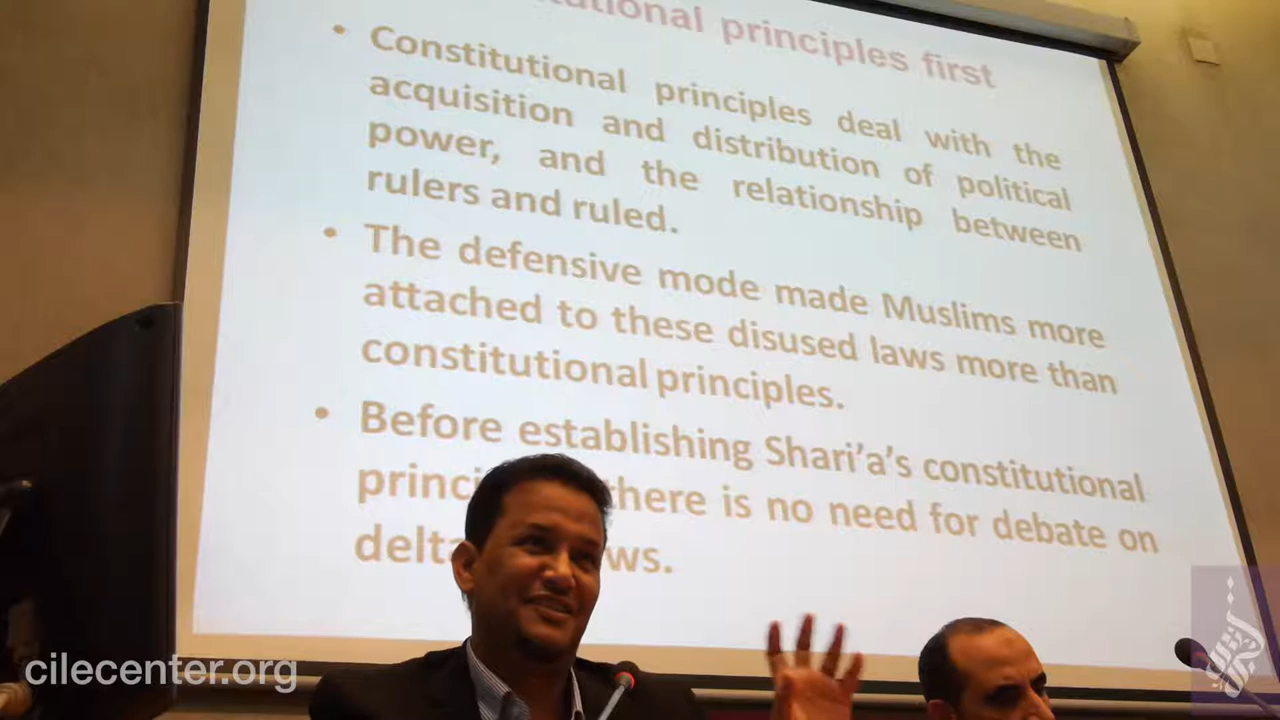 principles first
• Constitutional principles deal with the
acquisition and distribution of political
power, and the relationship between
rulers and ruled.
• The defensive mode made Muslims more
attached to these disused laws more than
constitutional principles.
• Before establishing Shari'a's constitutional
there is no need for debate on
cilecenter.org